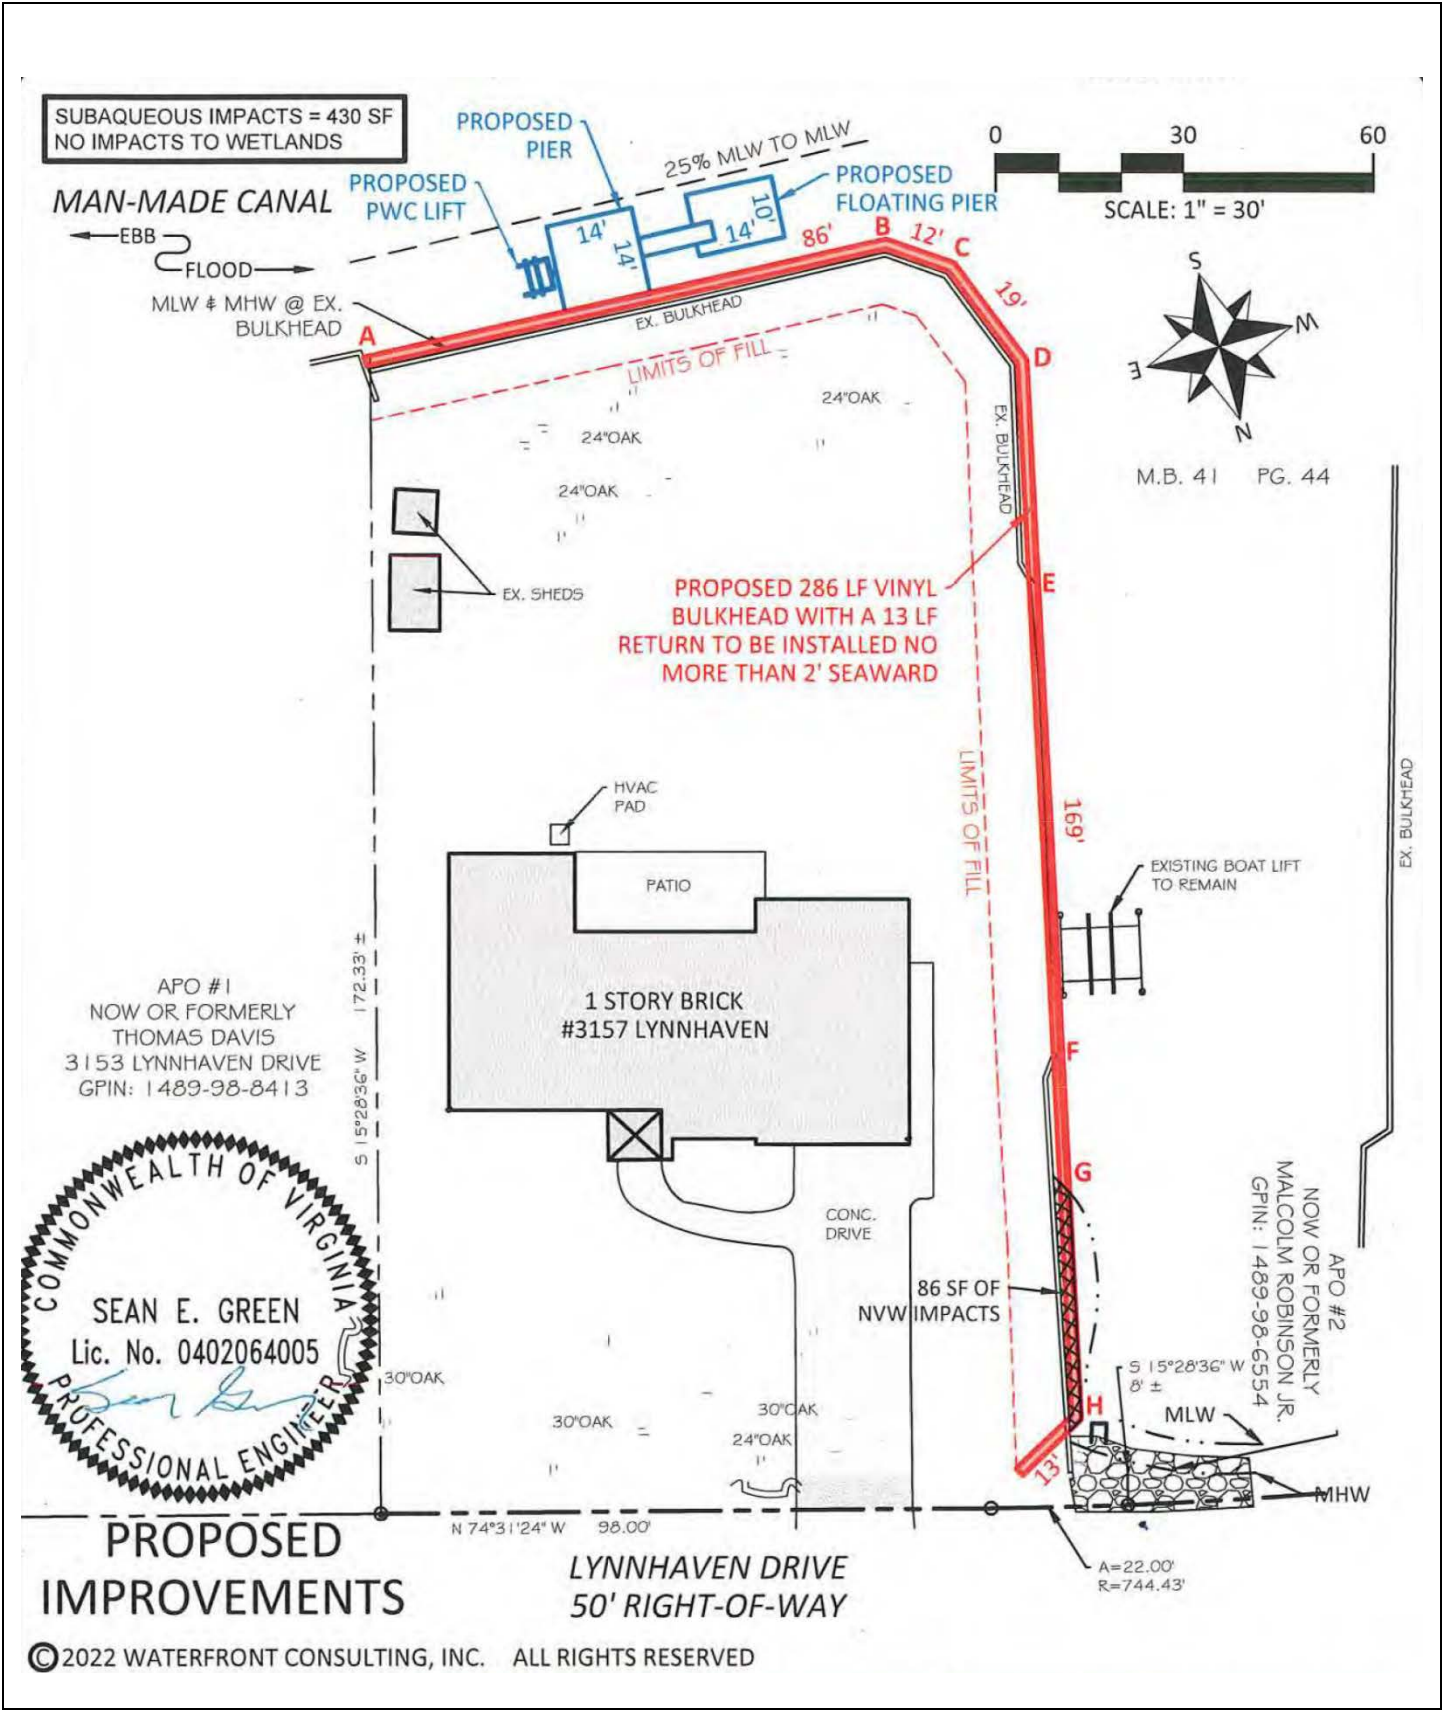 SUBAQUEOUS IMPACTS = 430 SF
NO IMPACTS TO WETLANDS
MAN-MADE CANAL
EBB
FLOOD
MLW & MHW @ EX.
BULKHEAD
PROPOSED
PIER
PROPOSED
PWC LIFT
25% MLW TO MLW
PROPOSED
FLOATING PIER
14'
14'
10'
14'
0 30 60
SCALE: 1" = 30'
S
W
E
N
M.B. 41 PG. 44
A
86'
B
12'
C
19'
D
EX. BULKHEAD
LIMITS OF FILL
24"OAK
24"OAK
24"OAK
EX. BULKHEAD
EX. SHEDS
E
PROPOSED 286 LF VINYL
BULKHEAD WITH A 13 LF
RETURN TO BE INSTALLED NO
MORE THAN 2' SEAWARD
LIMITS OF FILL
169'
EX. BULKHEAD
HVAC
PAD
PATIO
EXISTING BOAT LIFT
TO REMAIN
1 STORY BRICK
#3157 LYNNHAVEN
S 15°28'36" W 172.33' ±
APO #1
NOW OR FORMERLY
THOMAS DAVIS
3153 LYNNHAVEN DRIVE
GPIN: 1489-98-8413
F
G
CONC.
DRIVE
86 SF OF
NVW IMPACTS
APO #2
NOW OR FORMERLY
MALCOLM ROBINSON JR.
GPIN: 1489-98-6554
COMMONWEALTH OF VIRGINIA
SEAN E. GREEN
Lic. No. 0402064005
PROFESSIONAL ENGINEER
30"OAK
30"OAK
30"OAK
24"OAK
S 15°28'36" W
8' ±
H
MLW
13'
MHW
N 74°31'24" W 98.00'
A=22.00'
R=744.43'
PROPOSED
IMPROVEMENTS
LYNNHAVEN DRIVE
50' RIGHT-OF-WAY
©2022 WATERFRONT CONSULTING, INC. ALL RIGHTS RESERVED